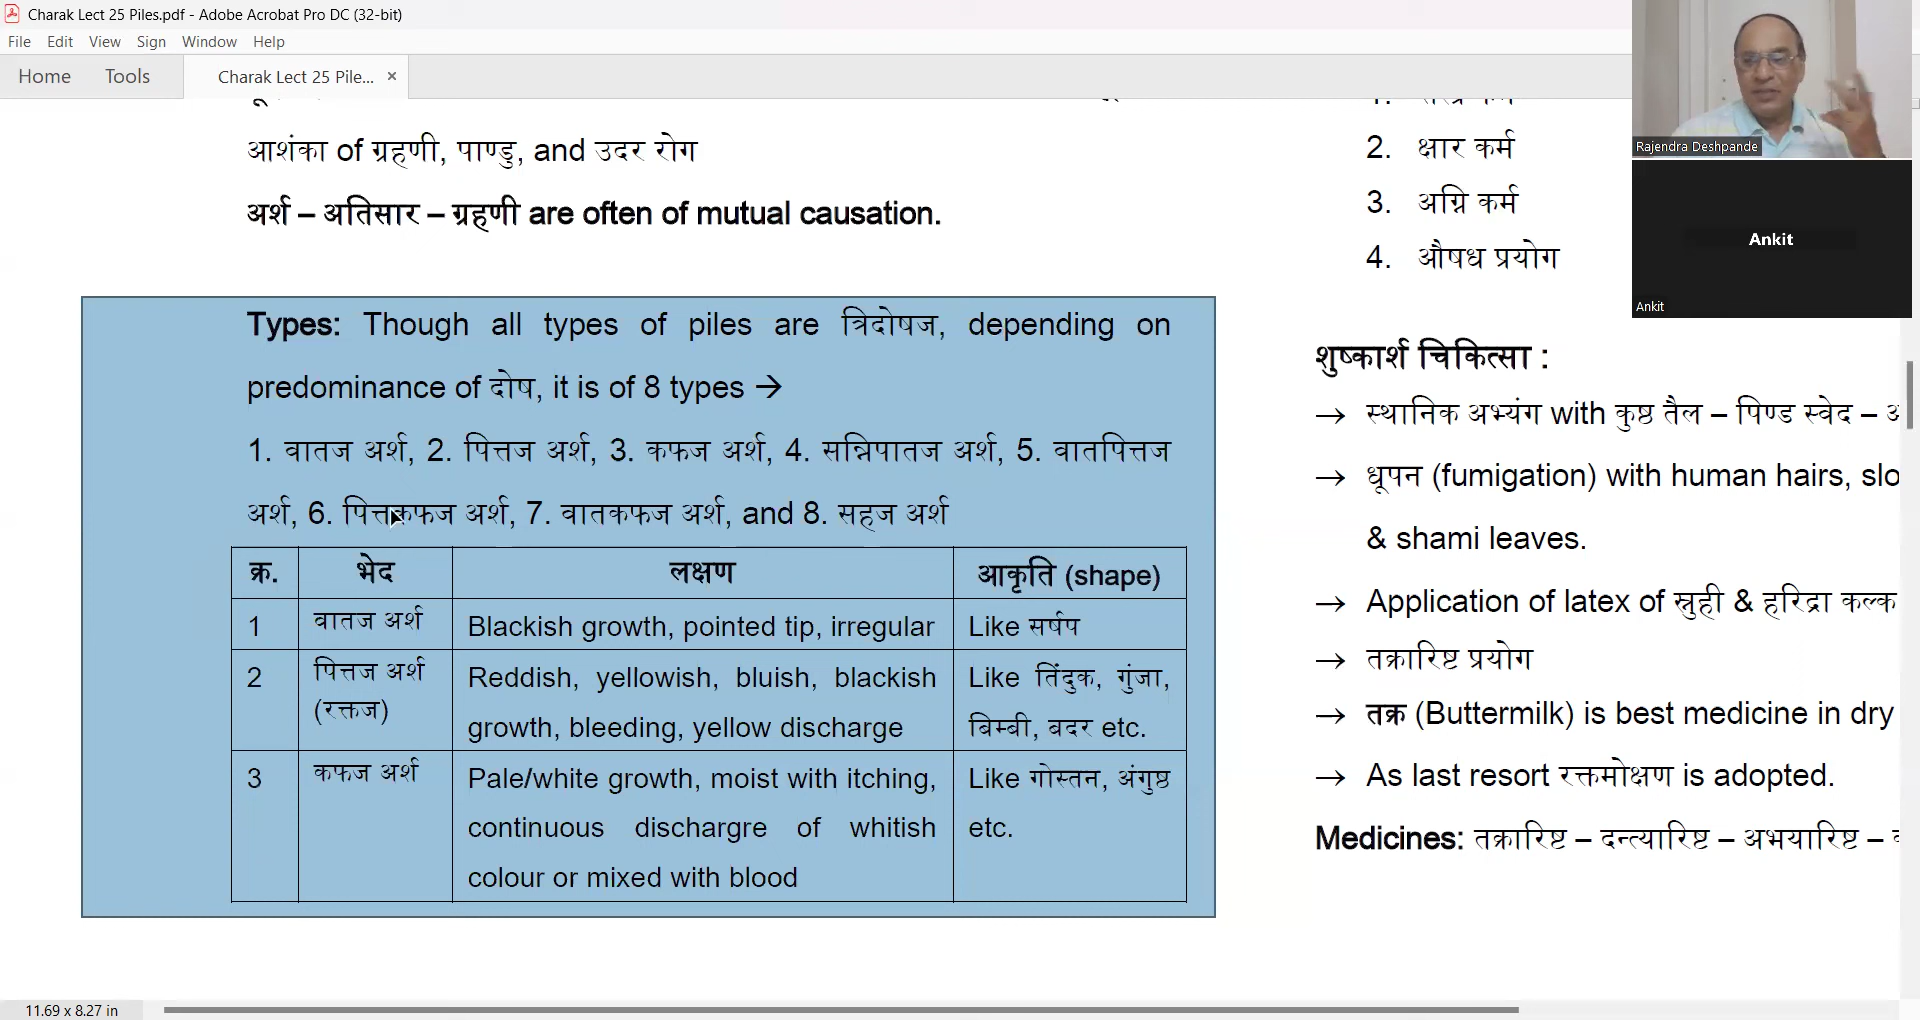 Charak Lect 25 Piles.pdf - Adobe Acrobat Pro DC (32-bit)
File Edit View Sign Window Help
Home Tools Charak Lect 25 Pile... ×
आशंका of ग्रहणी, पाण्डु, and उदर रोग
अर्श – अतिसार – ग्रहणी are often of mutual causation.
Types: Though all types of piles are त्रिदोषज, depending on
predominance of दोष, it is of 8 types →
1. वातज अर्श, 2. पित्तज अर्श, 3. कफज अर्श, 4. सन्निपातज अर्श, 5. वातपित्तज
अर्श, 6. पित्तकफज अर्श, 7. वातकफज अर्श, and 8. सहज अर्श
क्र. भेद लक्षण आकृति (shape)
1 वातज अर्श Blackish growth, pointed tip, irregular Like सर्षप
2 पित्तज अर्श Reddish, yellowish, bluish, blackish Like तिंदुक, गुंजा,
(रक्तज) growth, bleeding, yellow discharge बिम्बी, बदर etc.
3 कफज अर्श Pale/white growth, moist with itching, Like गोस्तन, अंगुष्ठ
continuous dischargre of whitish etc.
colour or mixed with blood
2. क्षार कर्म
3. अग्नि कर्म
4. औषध प्रयोग
शुष्कार्श चिकित्सा :
→ स्थानिक अभ्यंग with कुष्ठ तैल – पिण्ड स्वेद –
→ धूपन (fumigation) with human hairs,
& shami leaves.
→ Application of latex of स्नुही & हरिद्रा कल्क
→ तक्रारिष्ट प्रयोग
→ तक्र (Buttermilk) is best medicine in dry
→ As last resort रक्तमोक्षण is adopted.
Medicines: तक्रारिष्ट – दन्त्यारिष्ट – अभयारिष्ट –
Rajendra Deshpande
Ankit
Ankit
11.69 x 8.27 in